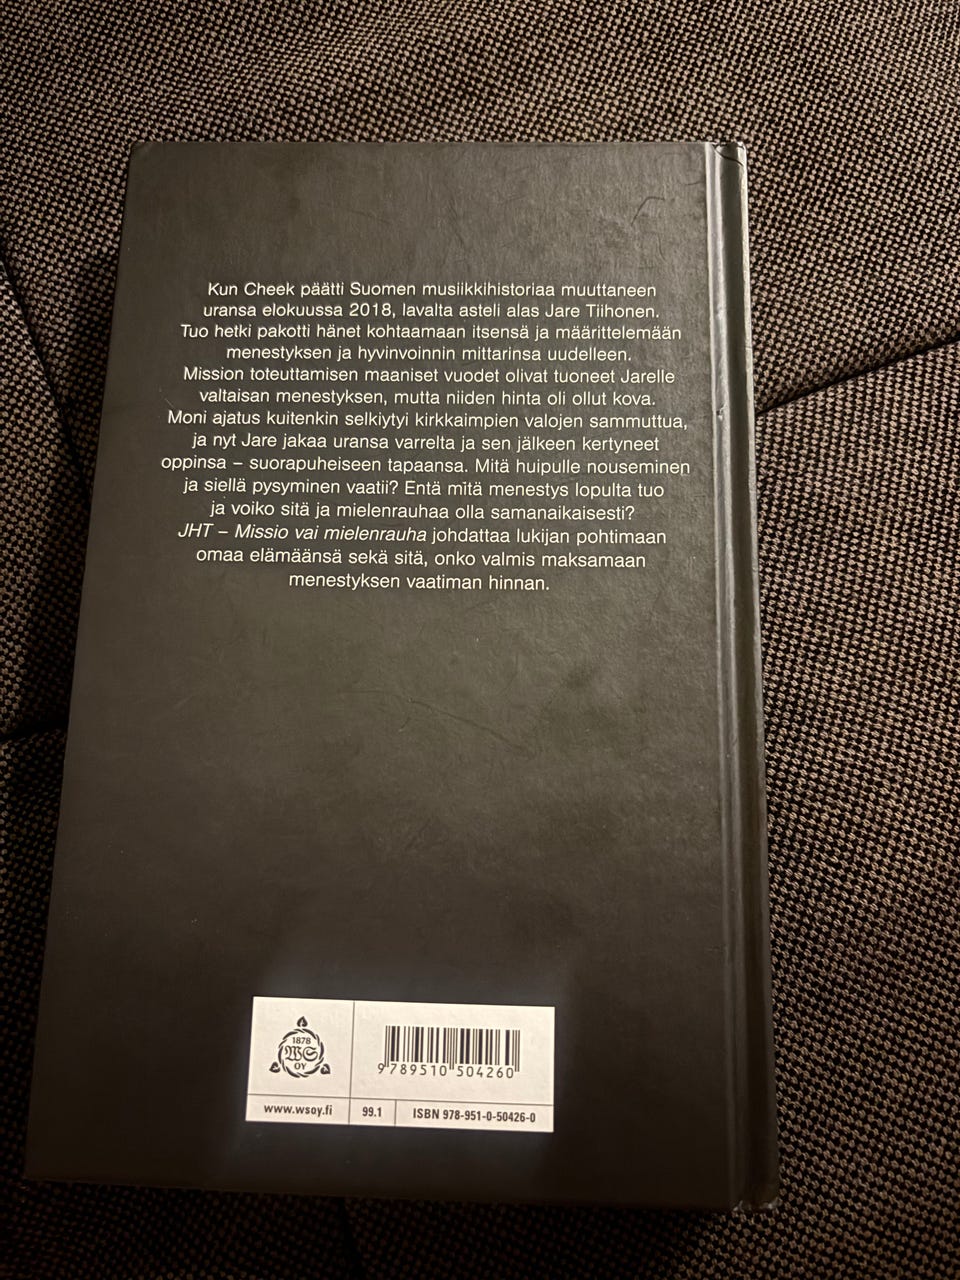 Kun Cheek päätti Suomen musiikkihistoriaa muuttaneen
uransa elokuussa 2018, lavalta asteli alas Jare Tiihonen.
Tuo hetki pakotti hänet kohtaamaan itsensä ja määrittelemään
menestyksen ja hyvinvoinnin mittarinsa uudelleen.
Mission toteuttamisen maaniset vuodet olivat tuoneet Jarelle
valtaisan menestyksen, mutta niiden hinta oli ollut kova.
Moni ajatus kuitenkin selkiytyi kirkkaimpien valojen sammuttua,
ja nyt Jare jakaa uransa varrelta ja sen jälkeen kertyneet
oppinsa – suorapuheiseen tapaansa. Mitä huipulle nouseminen
ja siellä pysyminen vaatii? Entä mitä menestys lopulta tuo
ja voiko sitä ja mielenrauhaa olla samanaikaisesti?
JHT – Missio vai mielenrauha johdattaa lukijan pohtimaan
omaa elämäänsä sekä sitä, onko valmis maksamaan
menestyksen vaatiman hinnan.
1878
WS
OY
9 789510 504260
www.wsoy.fi
99.1
ISBN 978-951-0-50426-0